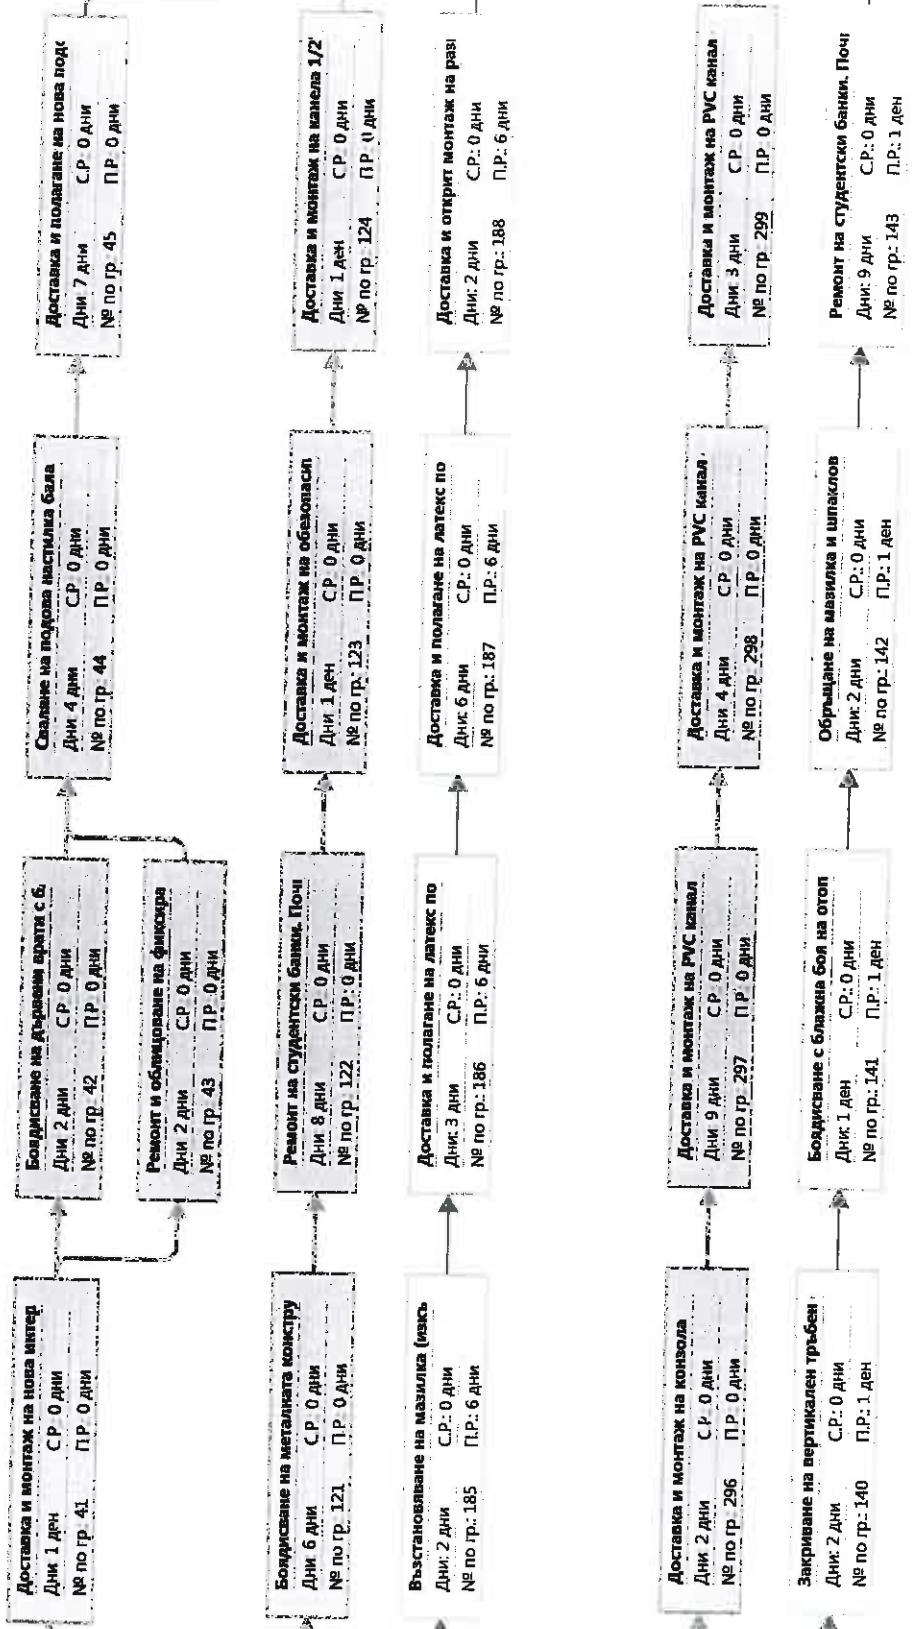 Доставка и монтаж на нова интер
Дни 1 ден С.Р. 0 дни
№ по гр. 41 П.Р. 0 дни
Боядисване на дървени врати с б
Дни 2 дни С.Р. 0 дни
№ по гр. 42 П.Р. 0 дни
Ремонт и облицоване на фиксира
Дни 2 дни С.Р. 0 дни
№ по гр. 43 П.Р. 0 дни
Сваляне на подова настилка бала
Дни 4 дни С.Р. 0 дни
№ по гр. 44 П.Р. 0 дни
Доставка и полагане на нова подо
Дни: 7 дни С.Р. 0 дни
№ по гр. 45 П.Р. 0 дни
Боядисване на металната констру
Дни: 6 дни С.Р. 0 дни
№ по гр. 121 П.Р. 0 дни
Ремонт на студентски банки. Почи
Дни 8 дни С.Р. 0 дни
№ по гр. 122 П.Р. 0 дни
Доставка и монтаж на обезопаси
Дни: 1 ден С.Р. 0 дни
№ по гр.: 123 П.Р. 0 дни
Доставка и монтаж на канела 1/2"
Дни 1 ден С.Р. 0 дни
№ по гр. 124 П.Р. 0 дни
Възстановяване на мазилка (изкъ
Дни: 2 дни С.Р.: 0 дни
№ по гр.: 185 П.Р.: 6 дни
Доставка и полагане на латекс по
Дни: 3 дни С.Р.: 0 дни
№ по гр.: 186 П.Р.: 6 дни
Доставка и полагане на латекс по
Дни: 6 дни С.Р.: 0 дни
№ по гр.: 187 П.Р.: 6 дни
Доставка и открит монтаж на разі
Дни: 2 дни С.Р.: 0 дни
№ по гр.: 188 П.Р.: 6 дни
Доставка и монтаж на конзола
Дни: 2 дни С.Р. 0 дни
№ по гр. 296 П.Р. 0 дни
Доставка и монтаж на PVC канал
Дни: 9 дни С.Р. 0 дни
№ по гр. 297 П.Р. 0 дни
Доставка и монтаж на PVC канал
Дни 4 дни С.Р. 0 дни
№ по гр. 298 П.Р. 0 дни
Доставка и монтаж на PVC канал
Дни: 3 дни С.Р. 0 дни
№ по гр. 299 П.Р. 0 дни
Закриване на вертикален тръбен
Дни: 2 дни С.Р.: 0 дни
№ по гр.: 140 П.Р.: 1 ден
Боядисване с блажна боя на отоп
Дни: 1 ден С.Р.: 0 дни
№ по гр.: 141 П.Р.: 1 ден
Обръщане на мазилка и шпаклов
Дни: 2 дни С.Р.: 0 дни
№ по гр.: 142 П.Р.: 1 ден
Ремонт на студентски банки. Почи
Дни: 9 дни С.Р.: 0 дни
№ по гр.: 143 П.Р.: 1 ден